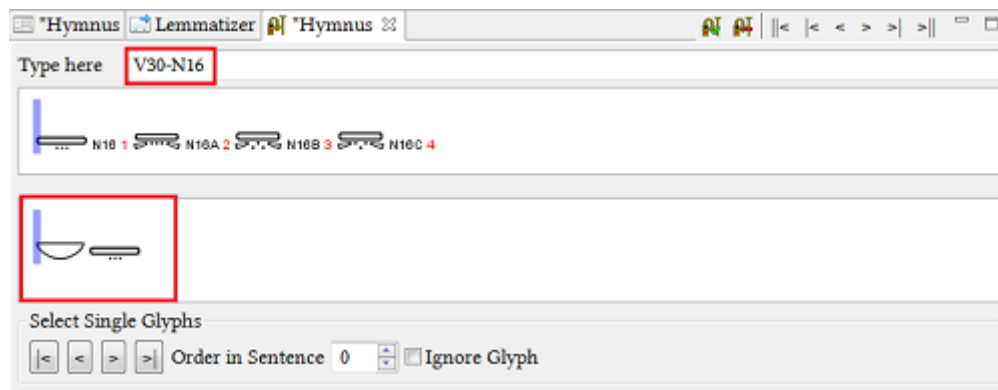 *Hymnus Lemmatizer *Hymnus
Type here V30-N16
N16 1 N16A 2 N16B 3 N16C 4
Select Single Glyphs
|< < > >| Order in Sentence 0 Ignore Glyph